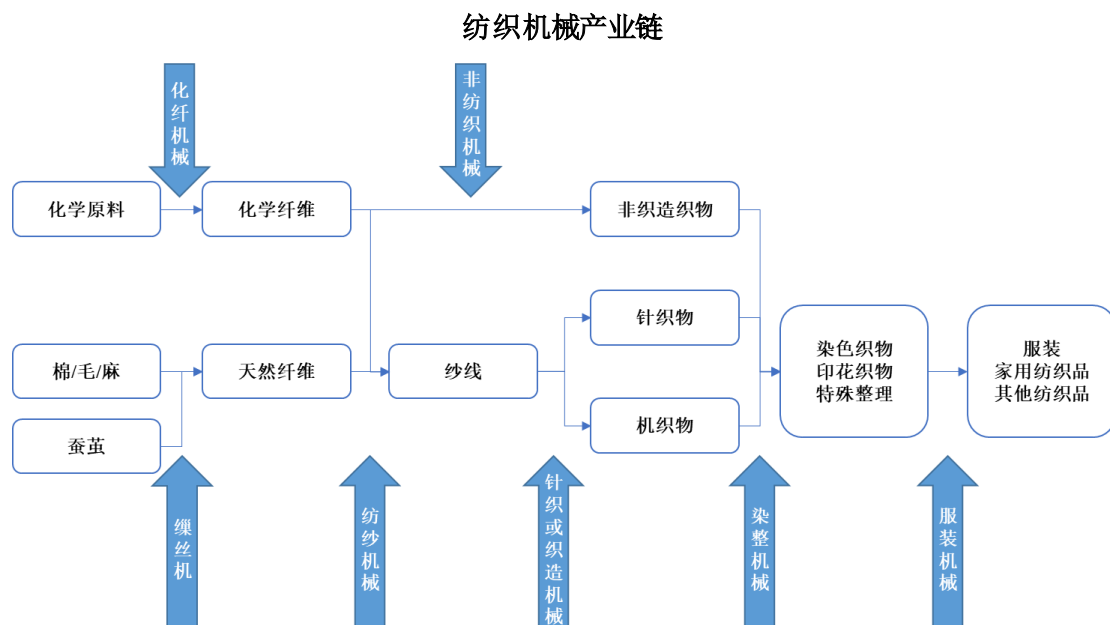 纺织机械产业链
化纤机械
非纺织机械
化学原料
化学纤维
非织造织物
针织物
棉/毛/麻
天然纤维
纱线
染色织物
印花织物
特殊整理
服装
家用纺织品
其他纺织品
机织物
蚕茧
缫丝机
纺纱机械
针织或织造机械
染整机械
服装机械